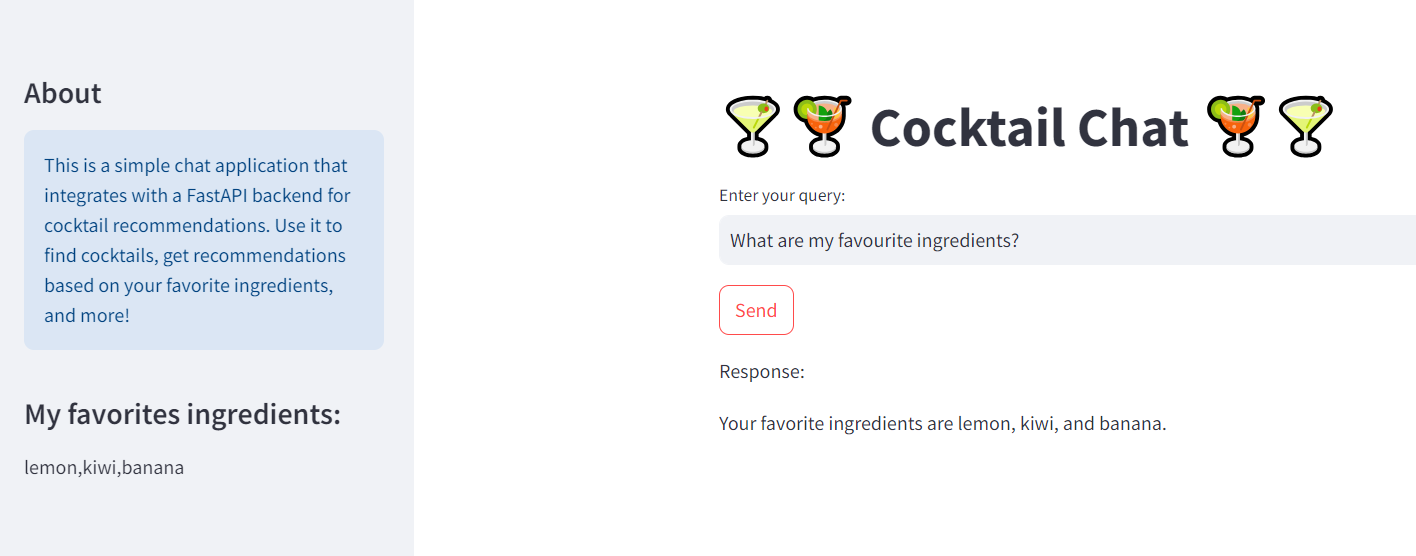 About
This is a simple chat application that
integrates with a FastAPI backend for
cocktail recommendations. Use it to
find cocktails, get recommendations
based on your favorite ingredients,
and more!
My favorites ingredients:
lemon,kiwi,banana
Cocktail Chat
Enter your query:
What are my favourite ingredients?
Send
Response:
Your favorite ingredients are lemon, kiwi, and banana.